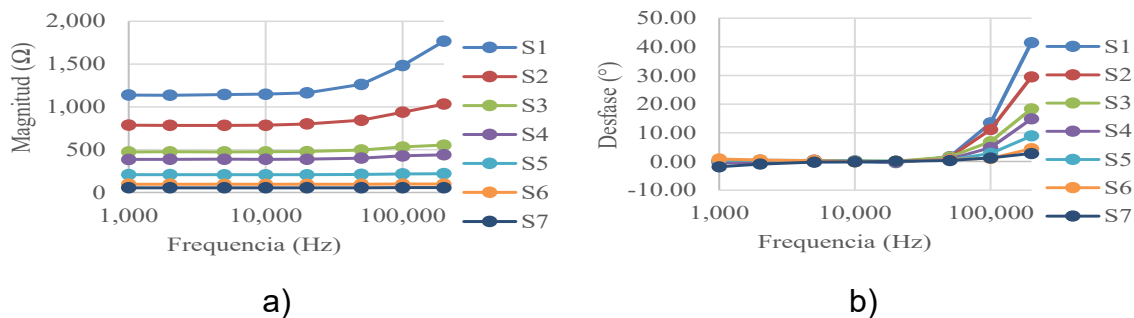 2,000
1,500
1,000
500
0
Magnitud (Ω)
1,000
10,000
100,000
Frequencia (Hz)
S1
S2
S3
S4
S5
S6
S7
a)
50.00
40.00
30.00
20.00
10.00
0.00
-10.00
Desfase (°)
1,000
10,000
100,000
Frequencia (Hz)
S1
S2
S3
S4
S5
S6
S7
b)